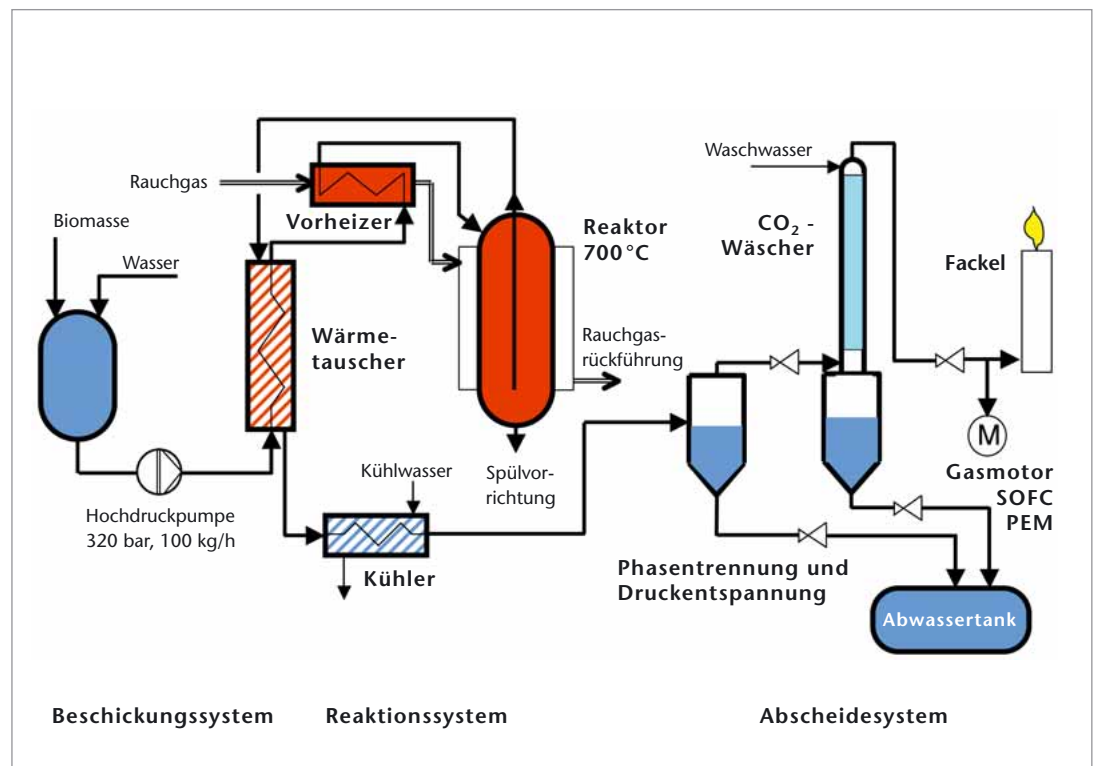 Waschwasser
Rauchgas
Vorheizer
Biomasse
Wasser
Reaktor
700 °C
CO₂ -
Wäscher
Fackel
Wärme-
tauscher
Rauchgas-
rückführung
Kühlwasser
Spülvor-
richtung
M
Gasmotor
SOFC
PEM
Hochdruckpumpe
320 bar, 100 kg/h
Kühler
Phasentrennung und
Druckentspannung
Abwassertank
Beschickungssystem
Reaktionssystem
Abscheidesystem